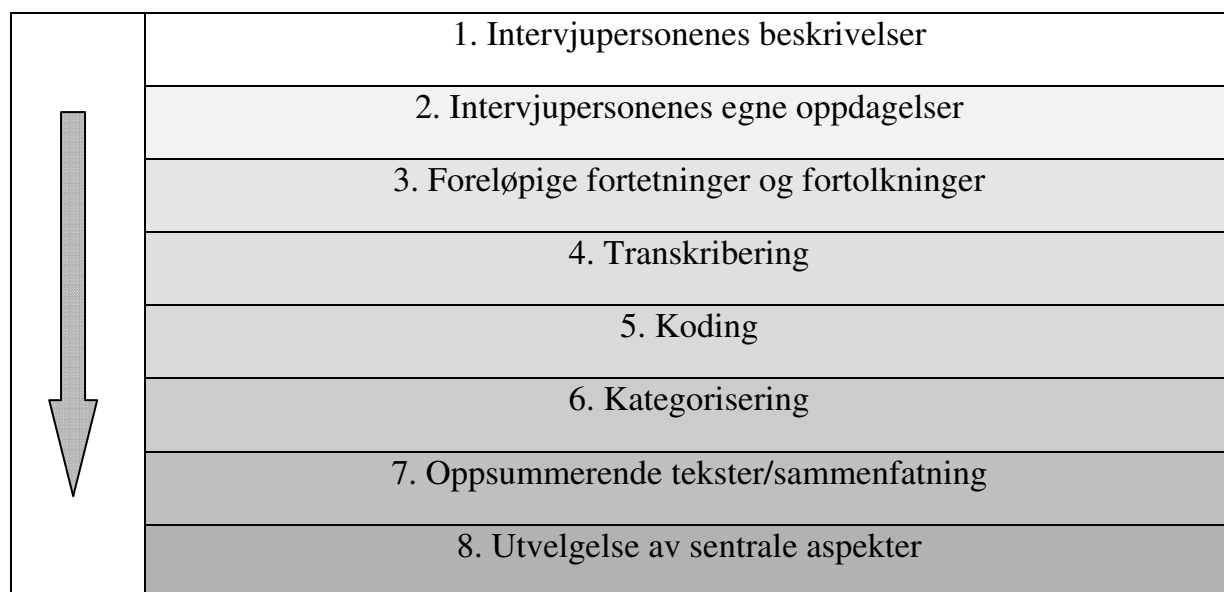 1. Intervjupersonenes beskrivelser
2. Intervjupersonenes egne oppdagelser
3. Foreløpige fortetninger og fortolkninger
4. Transkribering
5. Koding
6. Kategorisering
7. Oppsummerende tekster/sammenfatning
8. Utvelgelse av sentrale aspekter